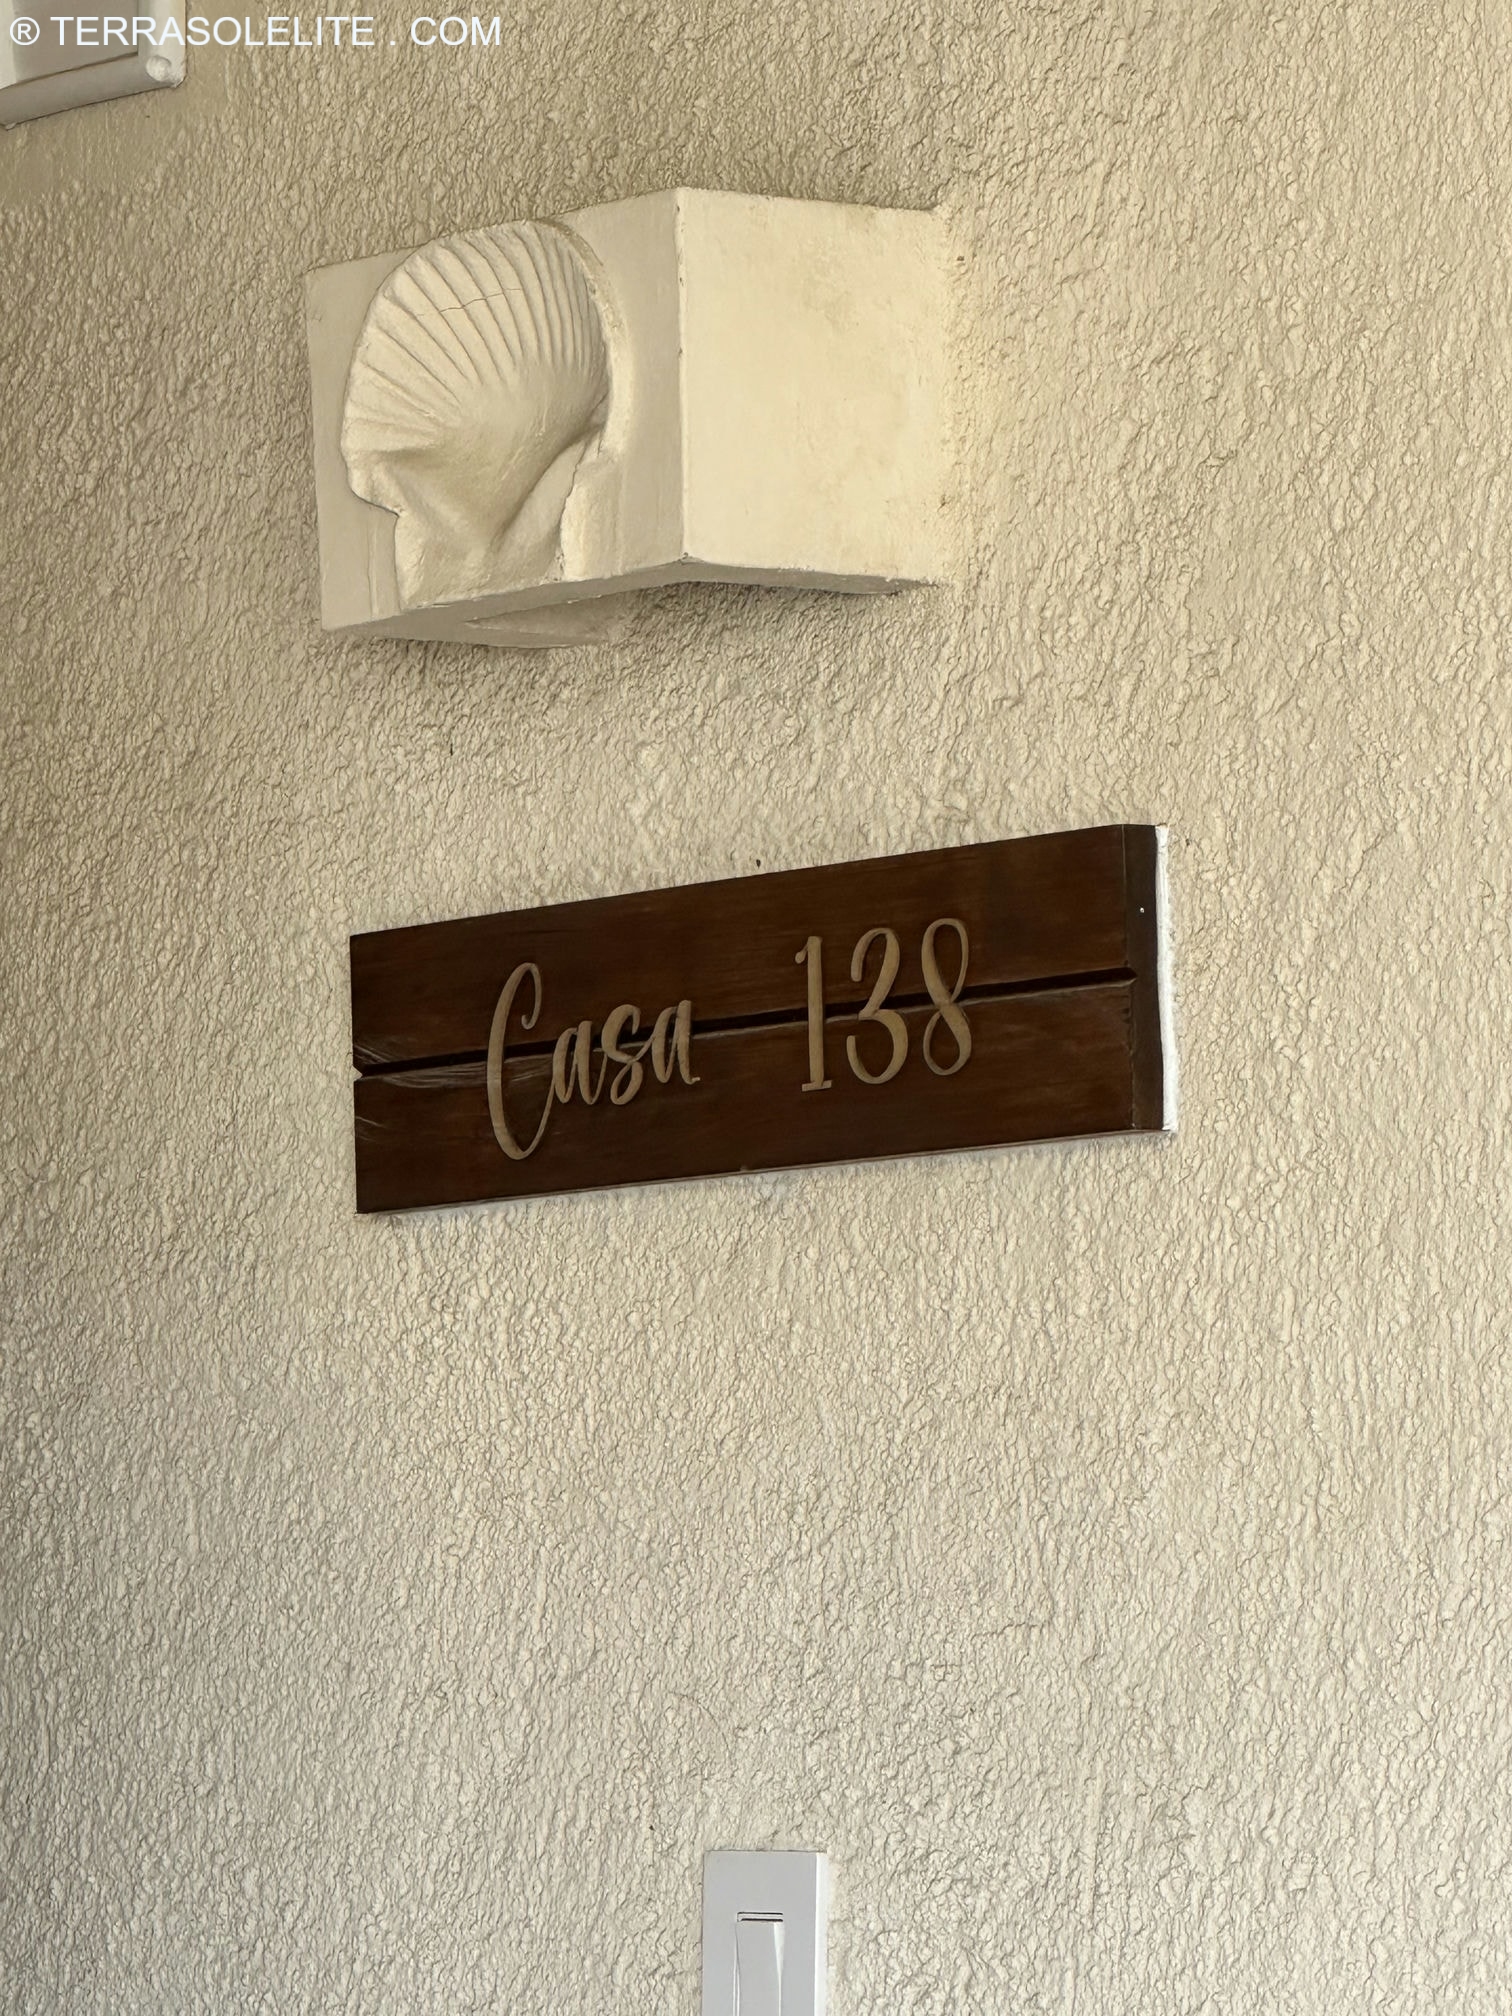 ® TERRASOLELITE . COM
Casa 138